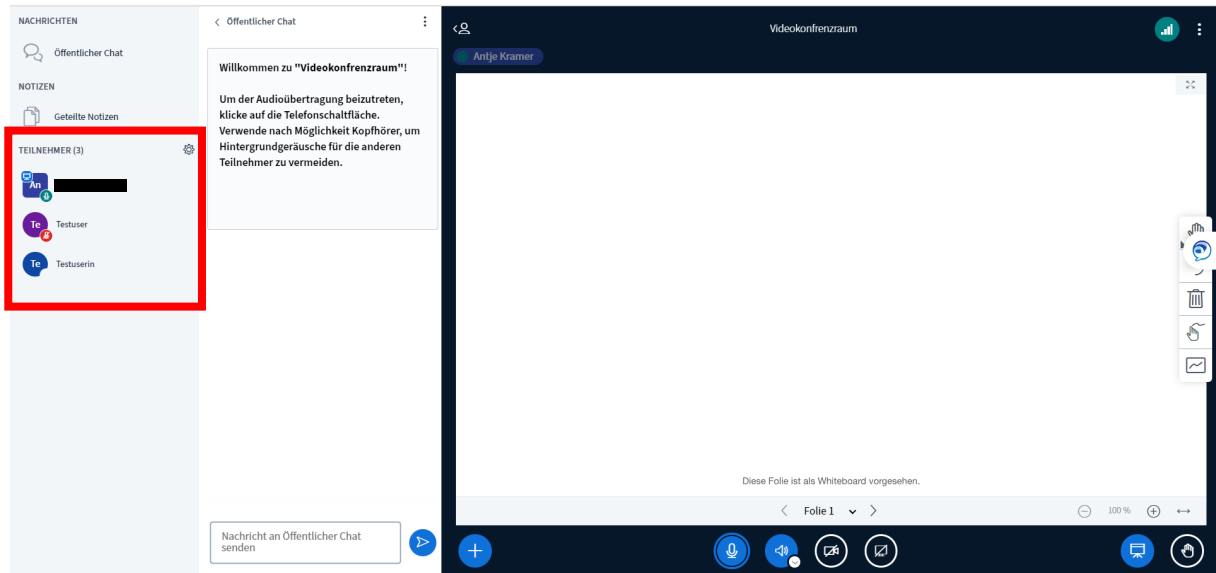 NACHRICHTEN
Öffentlicher Chat
NOTIZEN
Geteilte Notizen
TEILNEHMER (3)
An
Te
Testuser
Te
Testuserin
Öffentlicher Chat
Willkommen zu "Videokonfrenzraum"!
Um der Audioübertragung beizutreten,
klicke auf die Telefonschaltfläche.
Verwende nach Möglichkeit Kopfhörer, um
Hintergrundgeräusche für die anderen
Teilnehmer zu vermeiden.
Nachricht an Öffentlicher Chat
senden
Videokonfrenzraum
Antje Kramer
Diese Folie ist als Whiteboard vorgesehen.
Folie 1
100 %